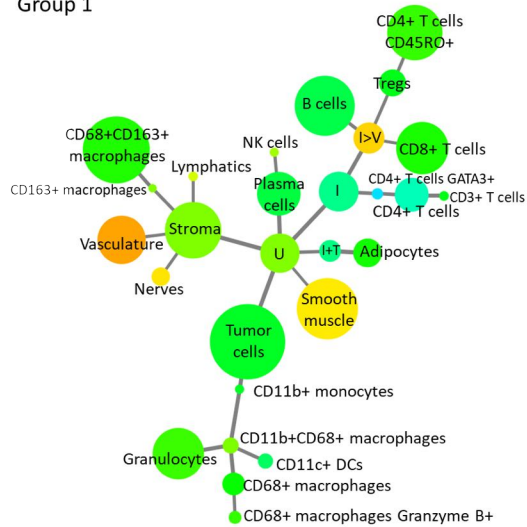 Group 1
CD4+ T cells
CD45RO+
Tregs
B cells
I>V
CD8+ T cells
CD68+CD163+
macrophages
NK cells
Lymphatics
CD4+ T cells GATA3+
CD163+ macrophages
Plasma
cells
I
CD3+ T cells
CD4+ T cells
Stroma
Vasculature
U
I+T
Adipocytes
Nerves
Smooth
muscle
Tumor
cells
CD11b+ monocytes
CD11b+CD68+ macrophages
Granulocytes
CD11c+ DCs
CD68+ macrophages
CD68+ macrophages Granzyme B+